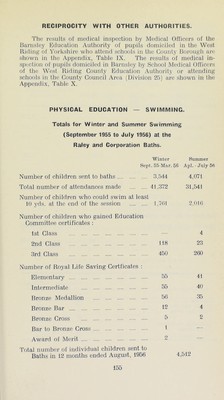 RECIPROCITY WITH OTHER AUTHORITIES.
The results of medical inspection by Medical Officers of the
Barnsley Education Authority of pupils domiciled in the West
Riding of Yorkshire who attend schools in the County Borough are
shown in the Appendix, Table IX. The results of medical in-
spection of pupils domiciled in Barnsley by School Medical Officers
of the West Riding County Education Authority or attending
schools in the County Council Area (Division 25) are shown in the
Appendix, Table X.
PHYSICAL EDUCATION — SWIMMING.
Totals for Winter and Summer Swimming
(September 1955 to July 1956) at the
Raley and Corporation Baths.
Winter Summer
Sept. 55-Mar. 56 Apl.-July 56
Number of children sent to baths ... 3,544 4,071
Total number of attendances made 41,372 31,541
Number of children who could swim at least
10 yds. at the end of the session 1,761 2,016
Number of children who gained Education
Committee certificates :
1st Class — 4
2nd Class 118 23
3rd Class 450 260
Number of Royal Life Saving Certificates :
Elementary 55 41
Intermediate 55 40
Bronze Medallion 56 35
Bronze Bar 12 4
Bronze Cross 5 2
Bar to Bronze Cross 1 —
Award of Merit 2 —
Total number of individual children sent to
Baths in 12 months ended August, 1956 4,542
155